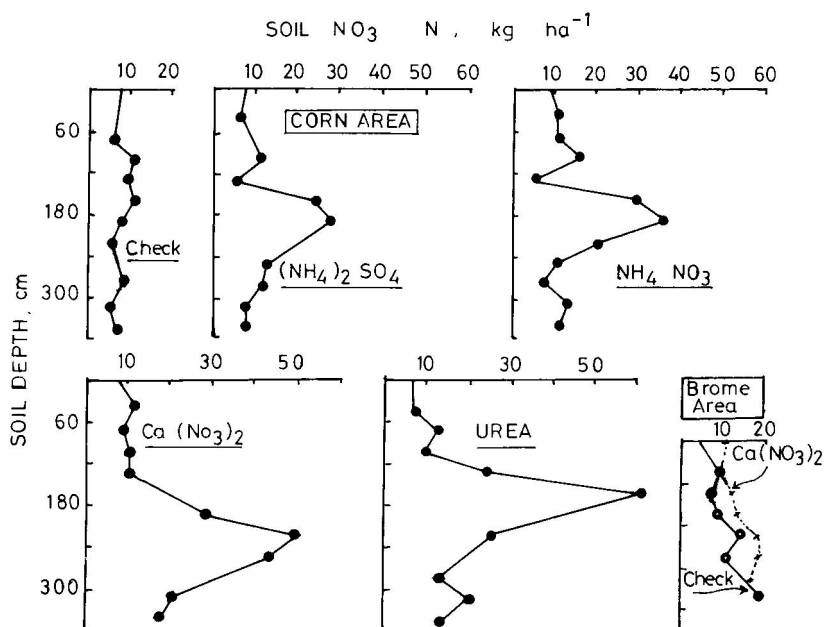 SOIL NO3 N , kg ha-1
10 20 10 20 30 40 50 60 10 20 30 40 50 60
60
CORN AREA
180
Check
(NH4)2 SO4
NH4 NO3
300
SOIL DEPTH, cm
10 30 50 10 30 50
Brome
Area
10 20
60
Ca (No3)2
UREA
Ca(NO3)2
180
300
Check